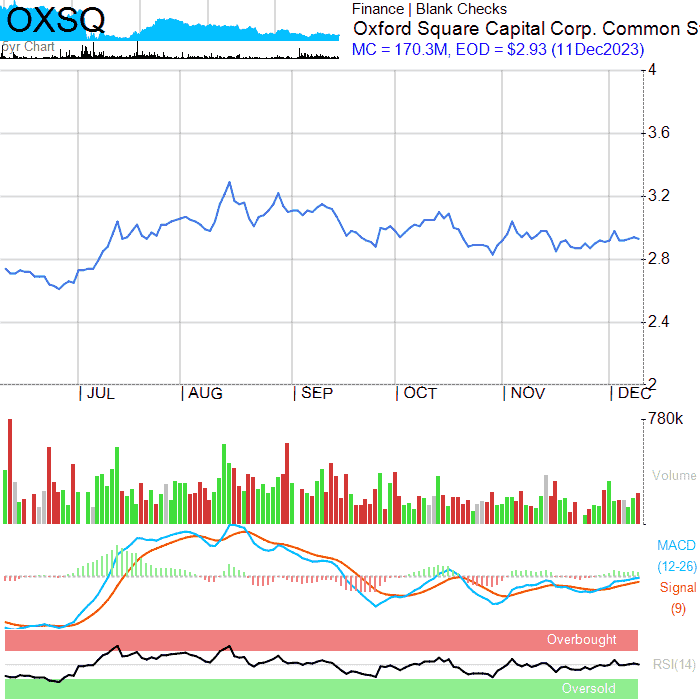 OXSQ
5yr Chart
Finance | Blank Checks
Oxford Square Capital Corp. Common S
MC = 170.3M, EOD = $2.93 (11Dec2023)
4
3.6
3.2
2.8
2.4
2
| JUL | AUG | SEP | OCT | NOV | DEC
780k
Volume
MACD
(12-26)
Signal
(9)
Overbought
RSI(14)
Oversold